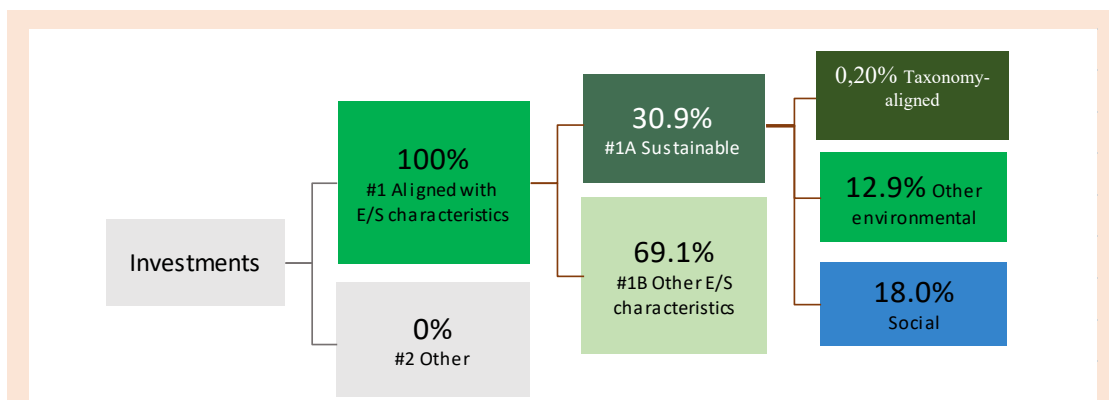 Investments
100%
#1 Aligned with
E/S characteristics
0%
#2 Other
30.9%
#1A Sustainable
69.1%
#1B Other E/S
characteristics
0,20% Taxonomy-
aligned
12.9% Other
environmental
18.0%
Social